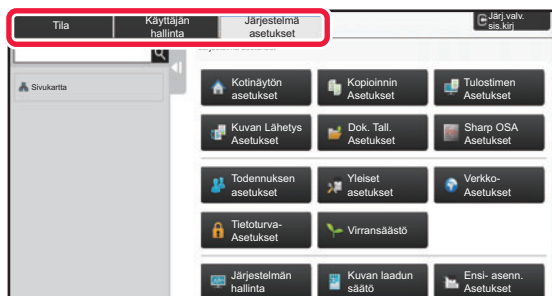 Tila
Käyttäjän
hallinta
Järjestelmä
asetukset
Järj.valv.
sis.kirj
Sivukartta
Kotinäytön
asetukset
Kopioinnin
Asetukset
Tulostimen
Asetukset
Kuvan Lähetys
Asetukset
Dok. Tall.
Asetukset
Sharp OSA
Asetukset
Todennuksen
asetukset
Yleiset
asetukset
Verkko-
Asetukset
Tietoturva-
Asetukset
Virransäästö
Järjestelmän
hallinta
Kuvan laadun
säätö
Ensi- asenn.
Asetukset